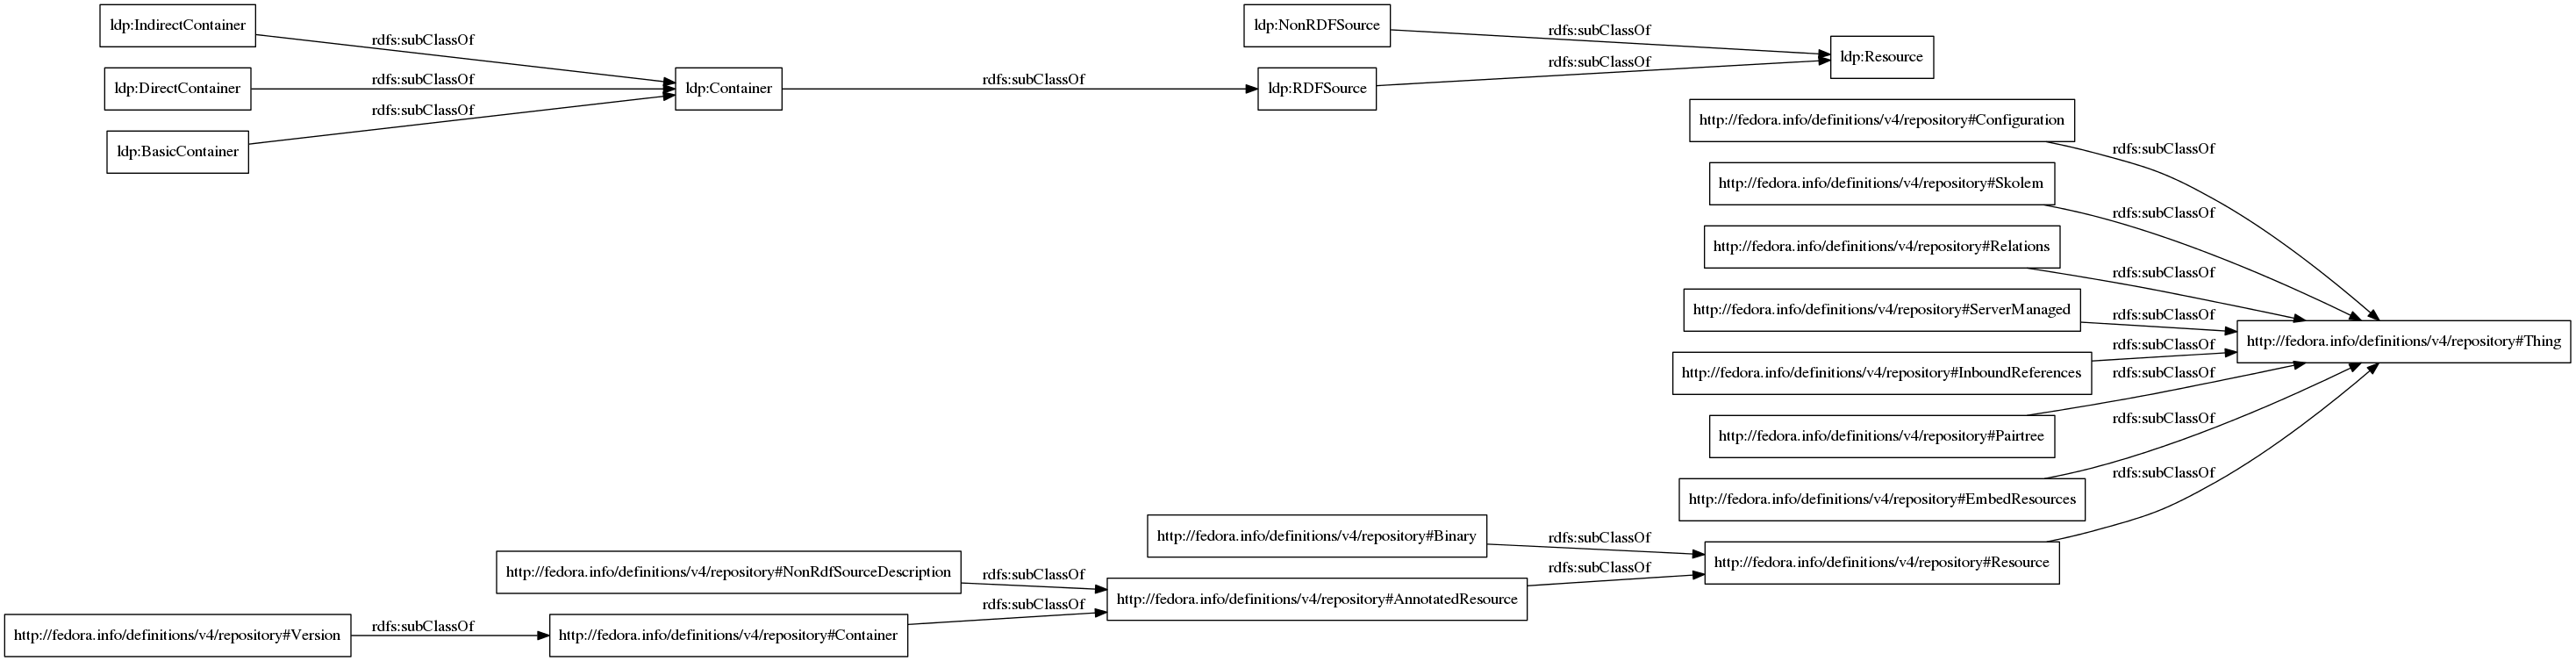 ldp:IndirectContainer
rdfs:subClassOf
ldp:NonRDFSource
rdfs:subClassOf
ldp:Resource
ldp:DirectContainer
rdfs:subClassOf
ldp:Container
rdfs:subClassOf
ldp:RDFSource
rdfs:subClassOf
ldp:BasicContainer
rdfs:subClassOf
http://fedora.info/definitions/v4/repository#Configuration
rdfs:subClassOf
http://fedora.info/definitions/v4/repository#Skolem
rdfs:subClassOf
http://fedora.info/definitions/v4/repository#Relations
rdfs:subClassOf
http://fedora.info/definitions/v4/repository#ServerManaged
rdfs:subClassOf
http://fedora.info/definitions/v4/repository#Thing
http://fedora.info/definitions/v4/repository#InboundReferences
rdfs:subClassOf
http://fedora.info/definitions/v4/repository#Pairtree
rdfs:subClassOf
http://fedora.info/definitions/v4/repository#EmbedResources
rdfs:subClassOf
http://fedora.info/definitions/v4/repository#Binary
rdfs:subClassOf
http://fedora.info/definitions/v4/repository#Resource
rdfs:subClassOf
http://fedora.info/definitions/v4/repository#NonRdfSourceDescription
rdfs:subClassOf
http://fedora.info/definitions/v4/repository#AnnotatedResource
rdfs:subClassOf
http://fedora.info/definitions/v4/repository#Version
rdfs:subClassOf
http://fedora.info/definitions/v4/repository#Container
rdfs:subClassOf